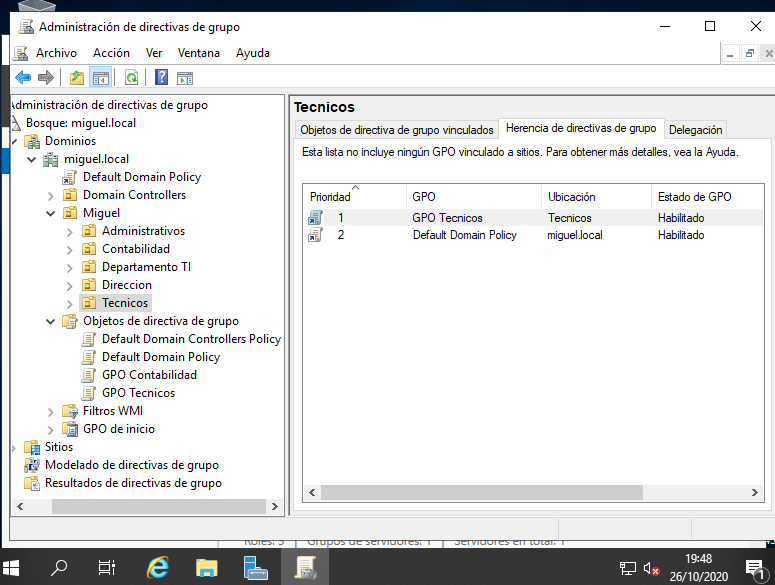 Administración de directivas de grupo
Archivo Acción Ver Ventana Ayuda
Administración de directivas de grupo
Bosque: miguel.local
Dominios
miguel.local
Default Domain Policy
Domain Controllers
Miguel
Administrativos
Contabilidad
Departamento TI
Direccion
Tecnicos
Objetos de directiva de grupo
Default Domain Controllers Policy
Default Domain Policy
GPO Contabilidad
GPO Tecnicos
Filtros WMI
GPO de inicio
Sitios
Modelado de directivas de grupo
Resultados de directivas de grupo
Tecnicos
Objetos de directiva de grupo vinculados Herencia de directivas de grupo Delegación
Esta lista no incluye ningún GPO vinculado a sitios. Para obtener más detalles, vea la Ayuda.
Prioridad GPO Ubicación Estado de GPO
1 GPO Tecnicos Tecnicos Habilitado
2 Default Domain Policy miguel.local Habilitado
Roles: 3 | Grupos de servidores: 1 | Servidores en total: 1
19:48
26/10/2020
1